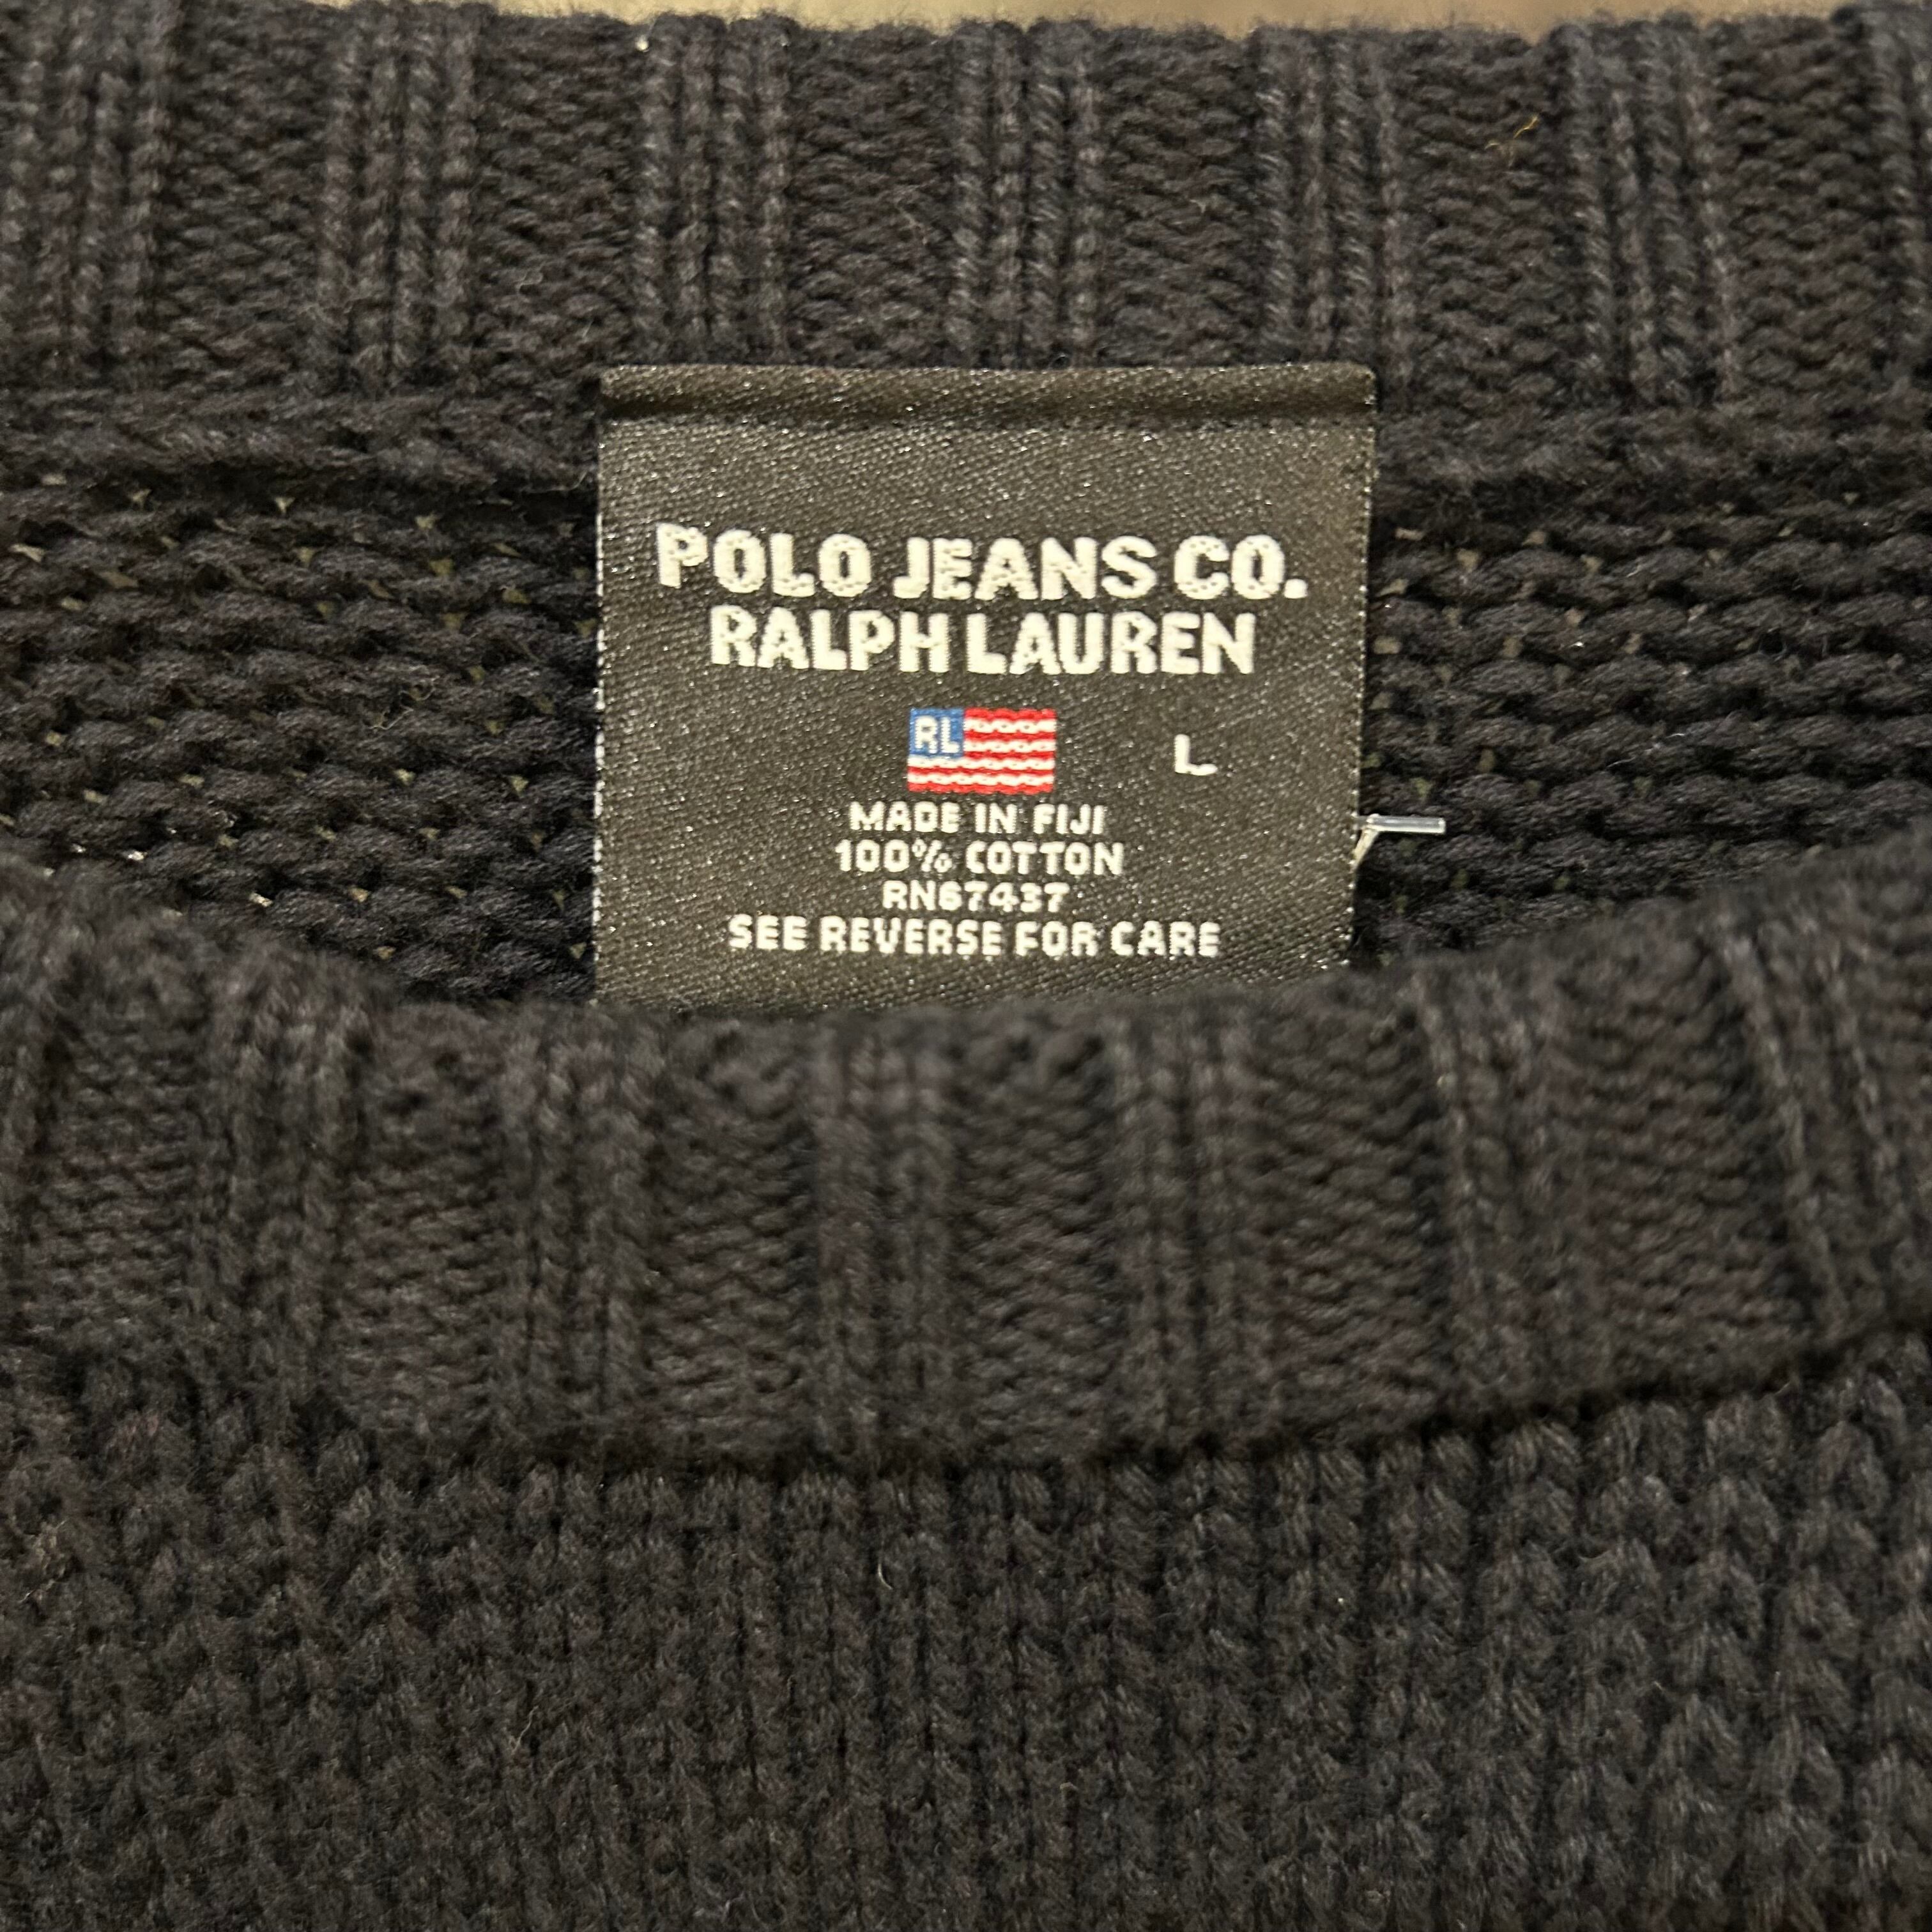 POLO JEANS CO.
RALPH LAUREN
RL
L
MADE IN FIJI
100% COTTON
RN67437
SEE REVERSE FOR CARE